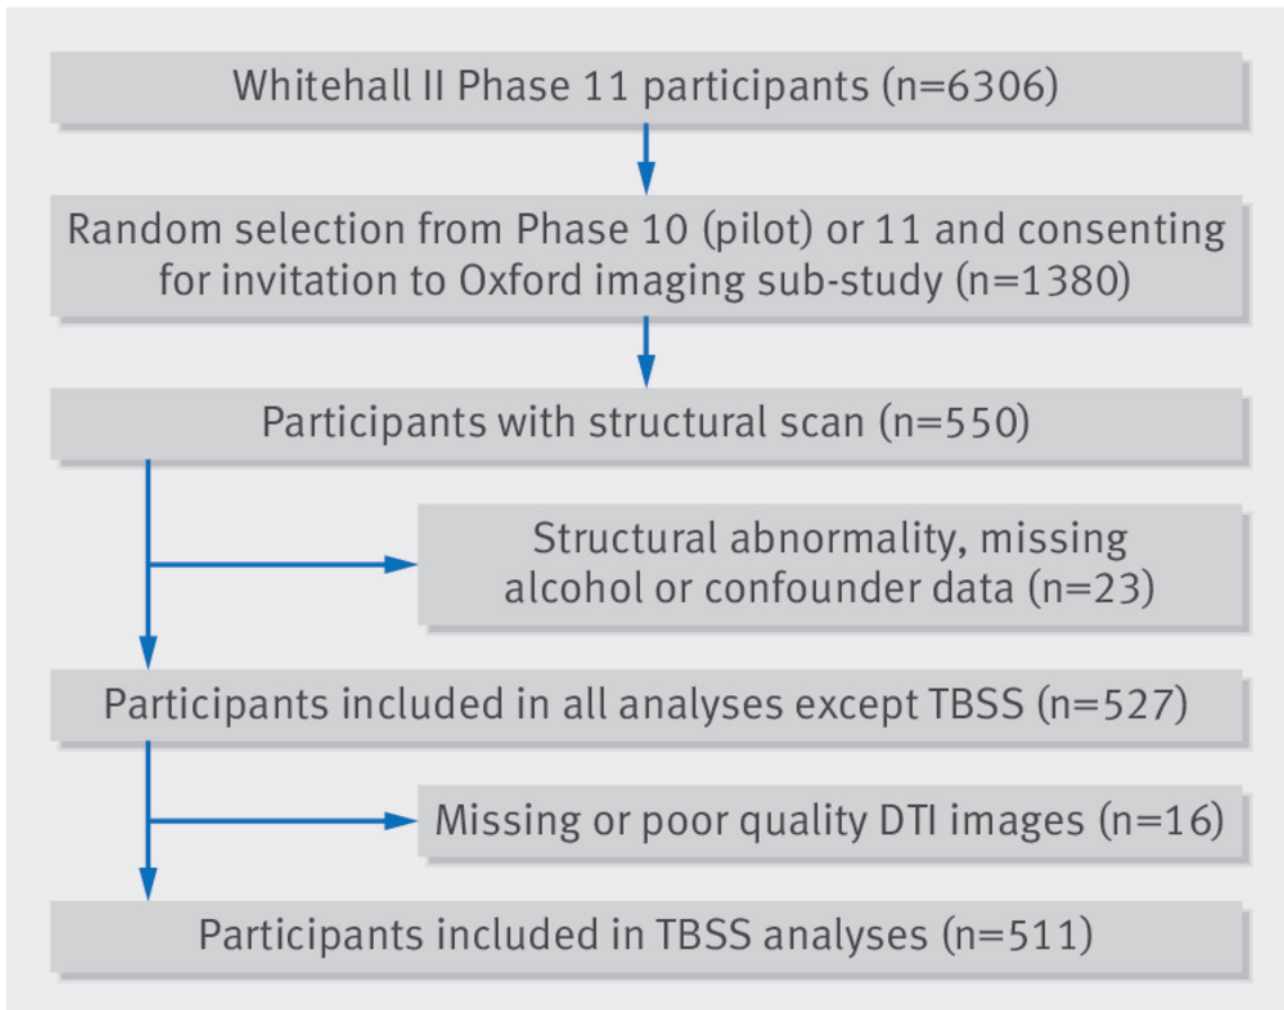 Whitehall II Phase 11 participants (n=6306)
Random selection from Phase 10 (pilot) or 11 and consenting
for invitation to Oxford imaging sub-study (n=1380)
Participants with structural scan (n=550)
Structural abnormality, missing
alcohol or confounder data (n=23)
Participants included in all analyses except TBSS (n=527)
Missing or poor quality DTI images (n=16)
Participants included in TBSS analyses (n=511)